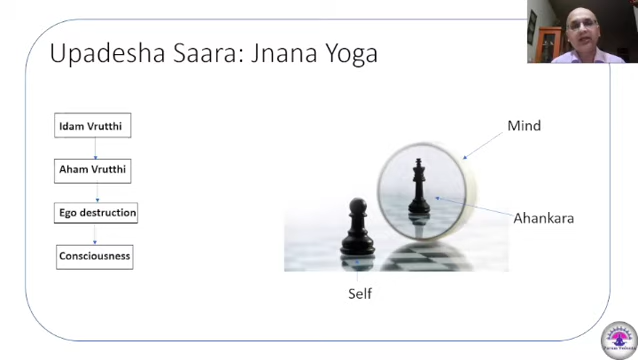 Upadesha Saara: Jnana Yoga
Idam Vrutthi
Aham Vrutthi
Ego destruction
Consciousness
Mind
Ahankara
Self